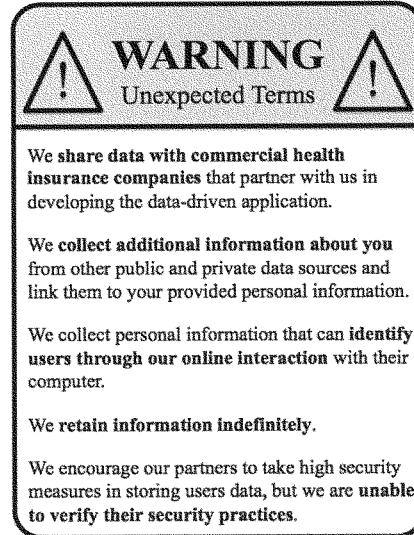 WARNING
Unexpected Terms
We share data with commercial health
insurance companies that partner with us in
developing the data-driven application.
We collect additional information about you
from other public and private data sources and
link them to your provided personal information.
We collect personal information that can identify
users through our online interaction with their
computer.
We retain information indefinitely.
We encourage our partners to take high security
measures in storing users data, but we are unable
to verify their security practices.